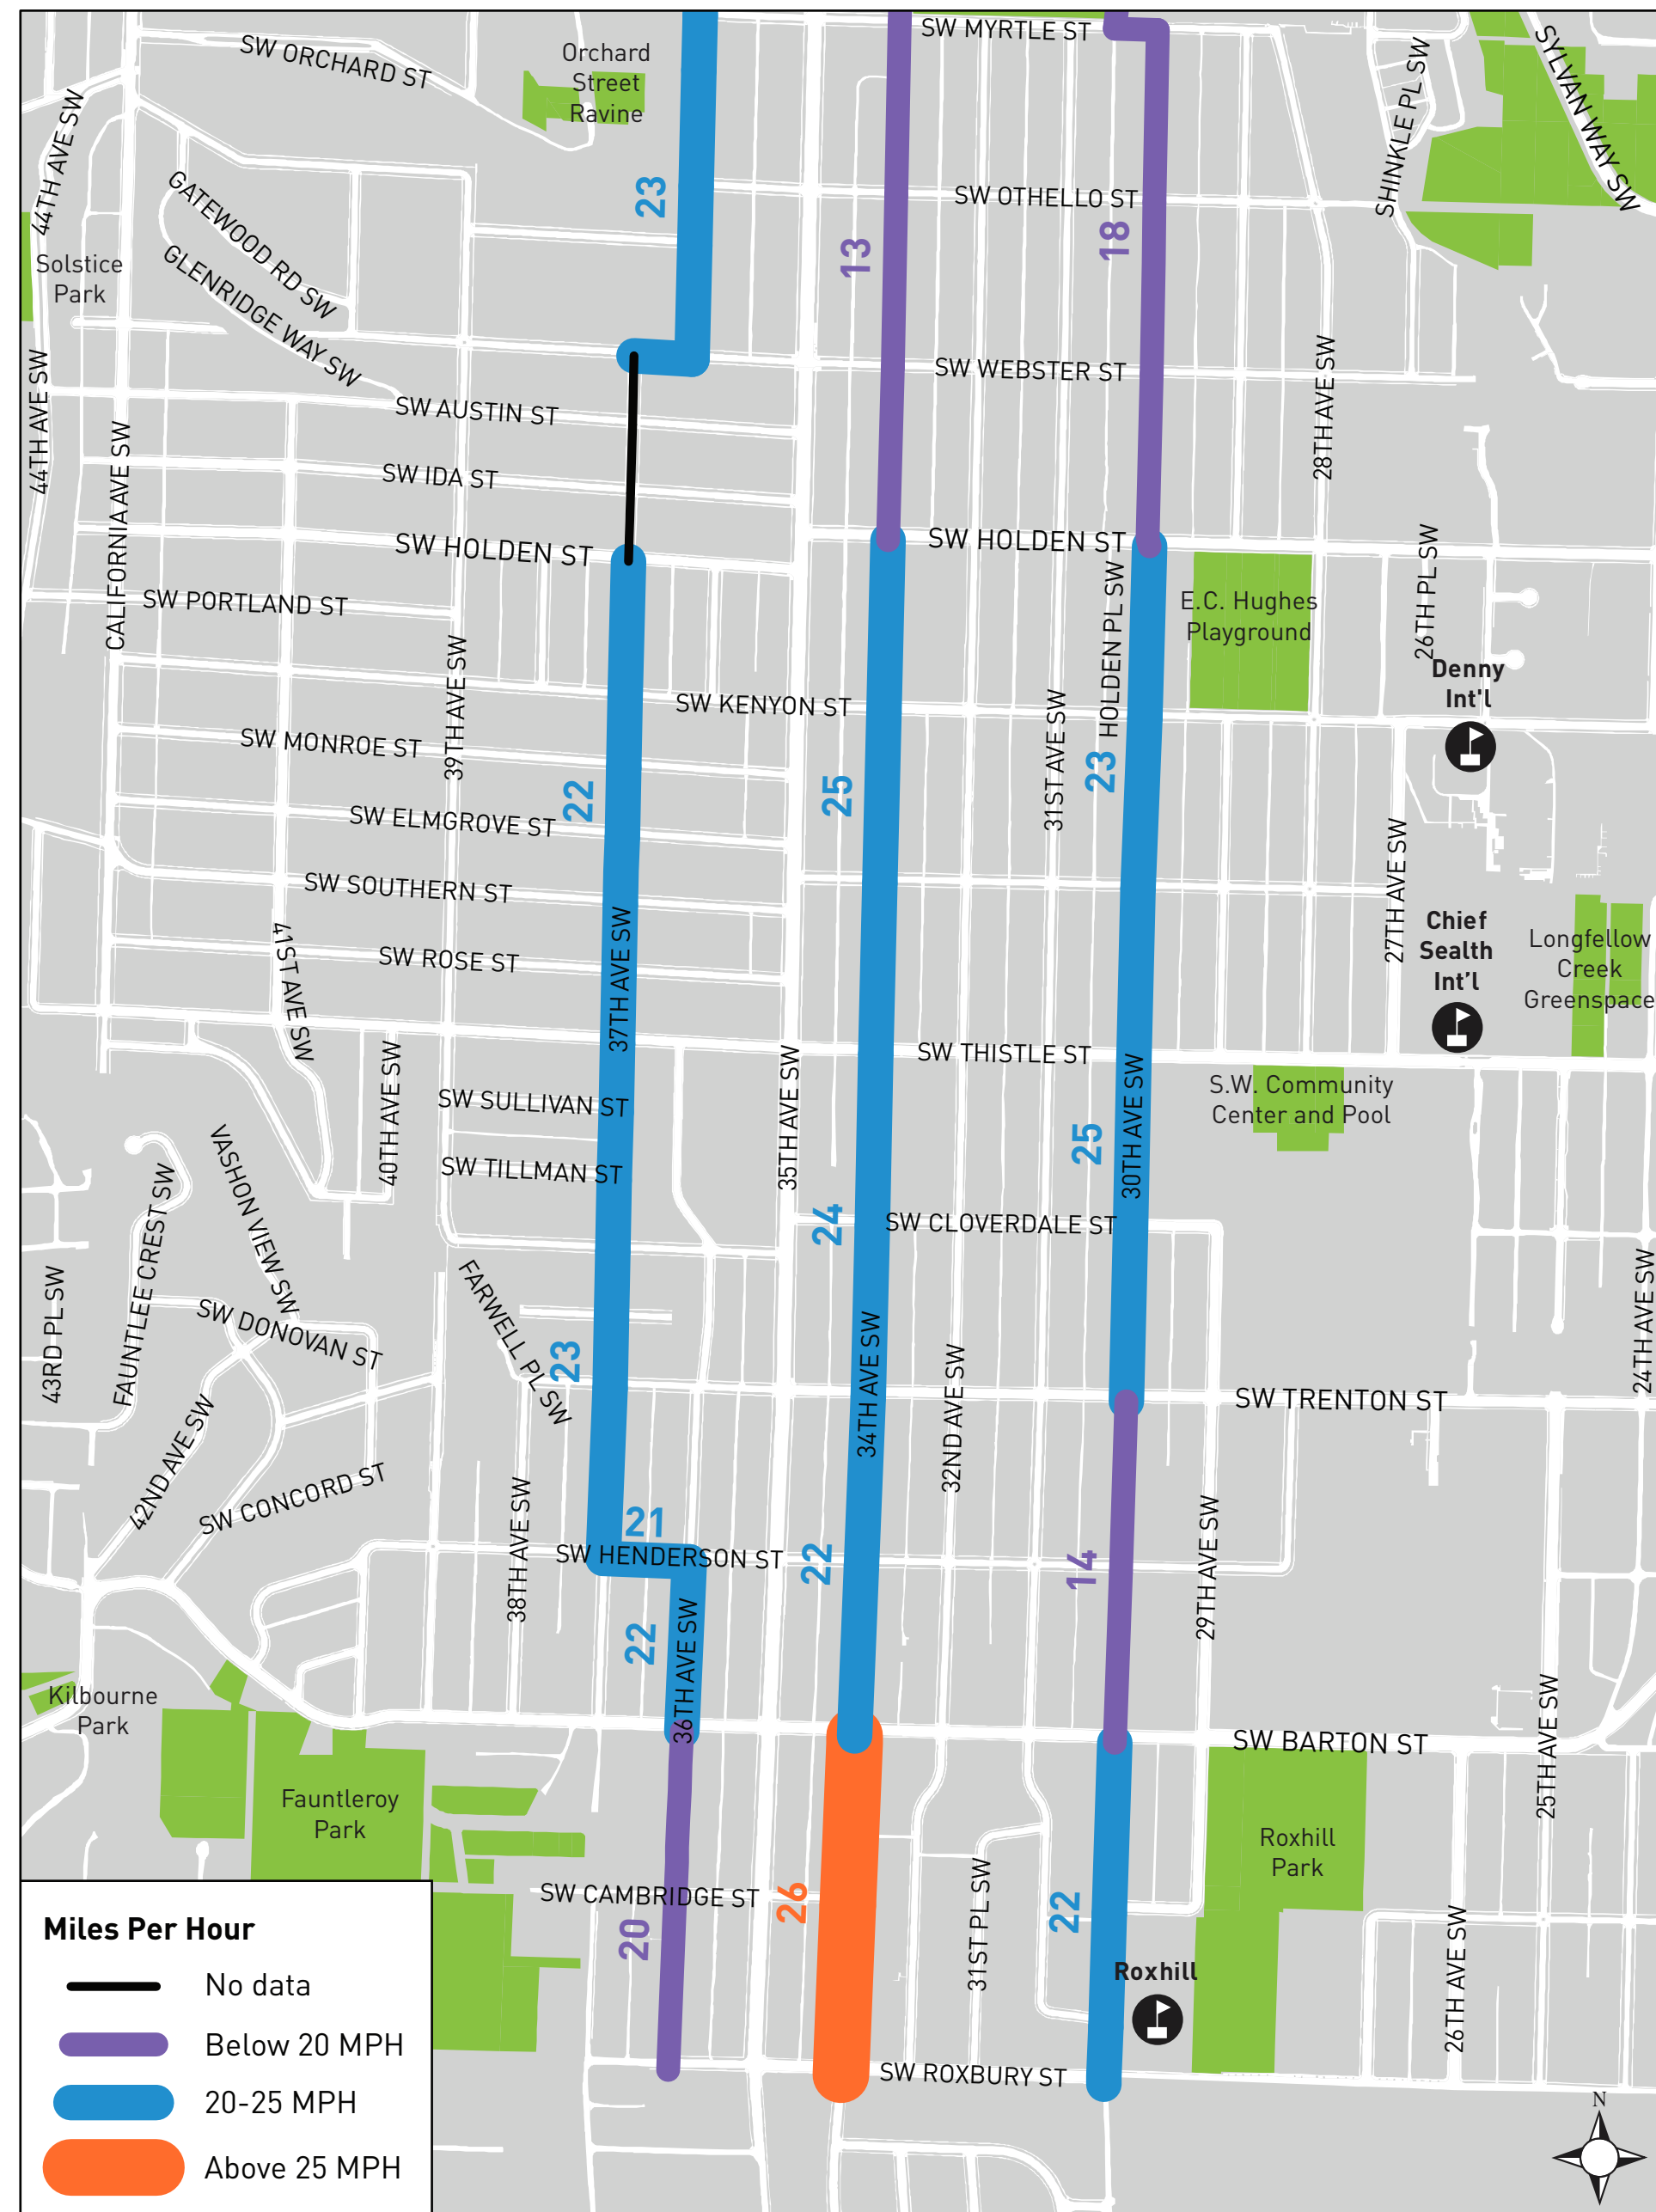 SW MYRTLE ST
SW ORCHARD ST
Orchard
Street
Ravine
SYLVAN WAY SW
SHINKLE PL SW
44TH AVE SW
23
SW OTHELLO ST
GATEWOOD RD SW
13
18
Solstice
Park
GLENRIDGE WAY SW
SW WEBSTER ST
44TH AVE SW
28TH AVE SW
SW AUSTIN ST
CALIFORNIA AVE SW
SW IDA ST
SW HOLDEN ST
SW HOLDEN ST
26TH PL SW
HOLDEN PL SW
SW PORTLAND ST
E.C. Hughes
Playground
39TH AVE SW
Denny
Int'l
SW KENYON ST
31ST AVE SW
SW MONROE ST
22
25
23
SW ELMGROVE ST
27TH AVE SW
SW SOUTHERN ST
37TH AVE SW
Chief
Sealth
Int'l
41ST AVE SW
SW ROSE ST
Longfellow
Creek
Greenspace
SW THISTLE ST
40TH AVE SW
35TH AVE SW
30TH AVE SW
S.W. Community
Center and Pool
SW SULLIVAN ST
25
VASHON VIEW SW
SW TILLMAN ST
FAUNTLEE CREST SW
24
SW CLOVERDALE ST
43RD PL SW
FARWELL PL SW
24TH AVE SW
SW DONOVAN ST
34TH AVE SW
23
32ND AVE SW
SW TRENTON ST
42ND AVE SW
SW CONCORD ST
38TH AVE SW
29TH AVE SW
21
SW HENDERSON ST
22
14
22
36TH AVE SW
Kilbourne
Park
25TH AVE SW
SW BARTON ST
Fauntleroy
Park
Roxhill
Park
SW CAMBRIDGE ST
26
31ST PL SW
22
20
26TH AVE SW
Roxhill
SW ROXBURY ST
Miles Per Hour
No data
Below 20 MPH
20-25 MPH
Above 25 MPH
N